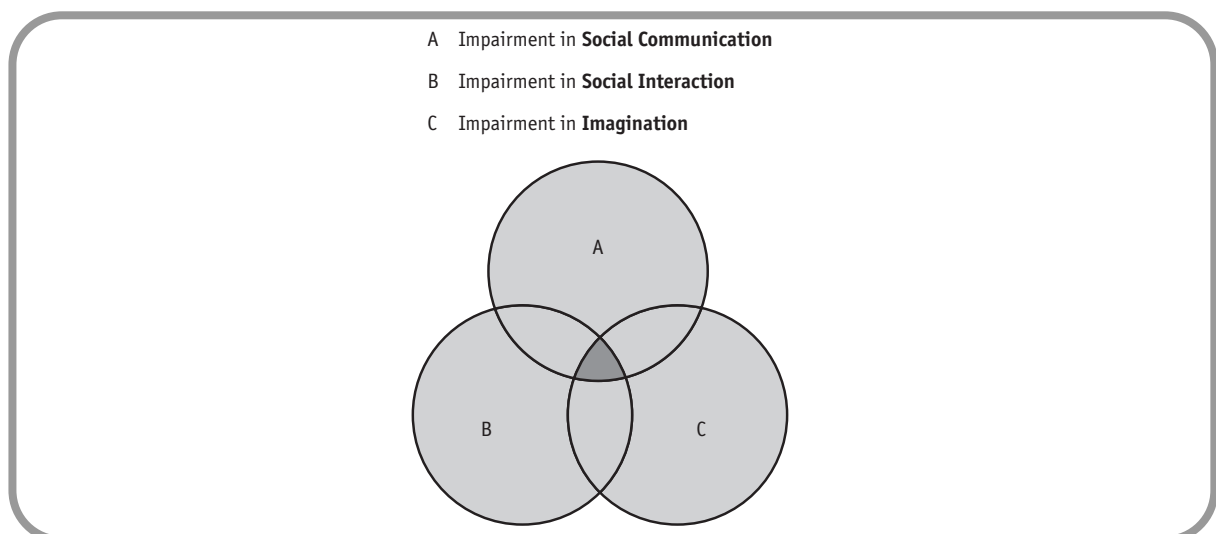 A Impairment in Social Communication
B Impairment in Social Interaction
C Impairment in Imagination
A
B
C